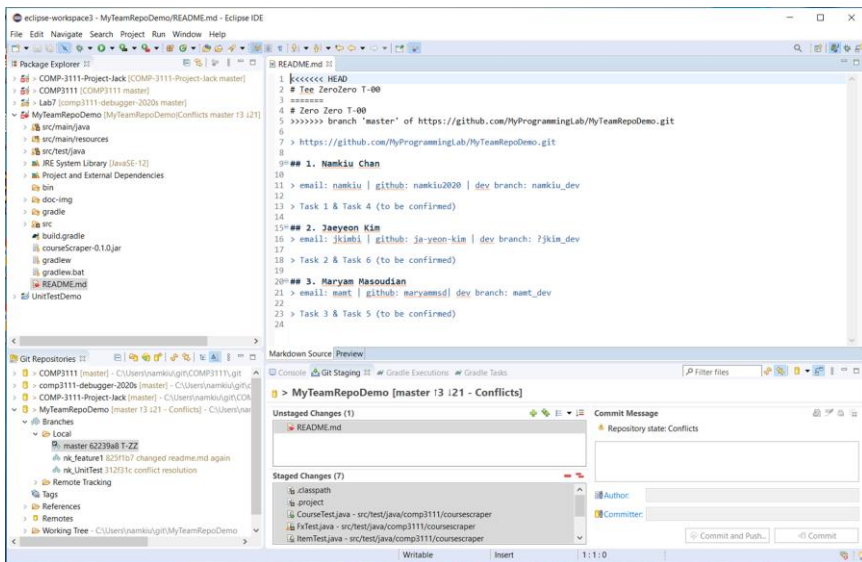 eclipse-workspace3 - MyTeamRepoDemo/README.md - Eclipse IDE
File Edit Navigate Search Project Run Window Help
Package Explorer
> COMP-3111-Project-Jack [COMP-3111-Project-Jack master]
> COMP3111 [COMP3111 master]
> Lab7 [comp3111-debugger-2020s master]
> MyTeamRepoDemo [MyTeamRepoDemo|Conflicts master ↑3 ↓21]
src/main/java
src/main/resources
src/test/java
JRE System Library [JavaSE-12]
Project and External Dependencies
bin
doc-img
gradle
src
build.gradle
courseScraper-0.1.0.jar
gradlew
gradlew.bat
README.md
UnitTestDemo
README.md
1 <<<<<<< HEAD
2 # Tee ZeroZero T-00
3 =======
4 # Zero Zero T-00
5 >>>>>>> branch 'master' of https://github.com/MyProgrammingLab/MyTeamRepoDemo.git
6
7 > https://github.com/MyProgrammingLab/MyTeamRepoDemo.git
8
9 ## 1. Namkiu Chan
10
11 > email: namkiu | github: namkiu2020 | dev branch: namkiu_dev
12
13 > Task 1 & Task 4 (to be confirmed)
14
15 ## 2. Jaeyeon Kim
16 > email: jkimbi | github: ja-yeon-kim | dev branch: ?jkim_dev
17
18 > Task 2 & Task 6 (to be confirmed)
19
20 ## 3. Maryam Masoudian
21 > email: mamt | github: maryammsd| dev branch: mamt_dev
22
23 > Task 3 & Task 5 (to be confirmed)
24
Markdown Source Preview
Git Repositories
> COMP3111 [master] - C:\Users\namkiu\git\COMP3111\.git
> comp3111-debugger-2020s [master] - C:\Users\namkiu\git\c
> COMP-3111-Project-Jack [master] - C:\Users\namkiu\git\COM
> MyTeamRepoDemo [master ↑3 ↓21 - Conflicts] - C:\Users\nar
Branches
Local
master 62239a8 T-ZZ
nk_feature1 825f1b7 changed readme.md again
nk_UnitTest 312f31c conflict resolution
Remote Tracking
Tags
References
Remotes
Working Tree - C:\Users\namkiu\git\MyTeamRepoDemo
Console Git Staging Gradle Executions Gradle Tasks
Filter files
> MyTeamRepoDemo [master ↑3 ↓21 - Conflicts]
Unstaged Changes (1)
README.md
Staged Changes (7)
.classpath
.project
CourseTest.java - src/test/java/comp3111/coursescraper
FxTest.java - src/test/java/comp3111/coursescraper
ItemTest.java - src/test/java/comp3111/coursescraper
Commit Message
Repository state: Conflicts
Author:
Committer:
Commit and Push...
Commit
Writable Insert 1 : 1 : 0